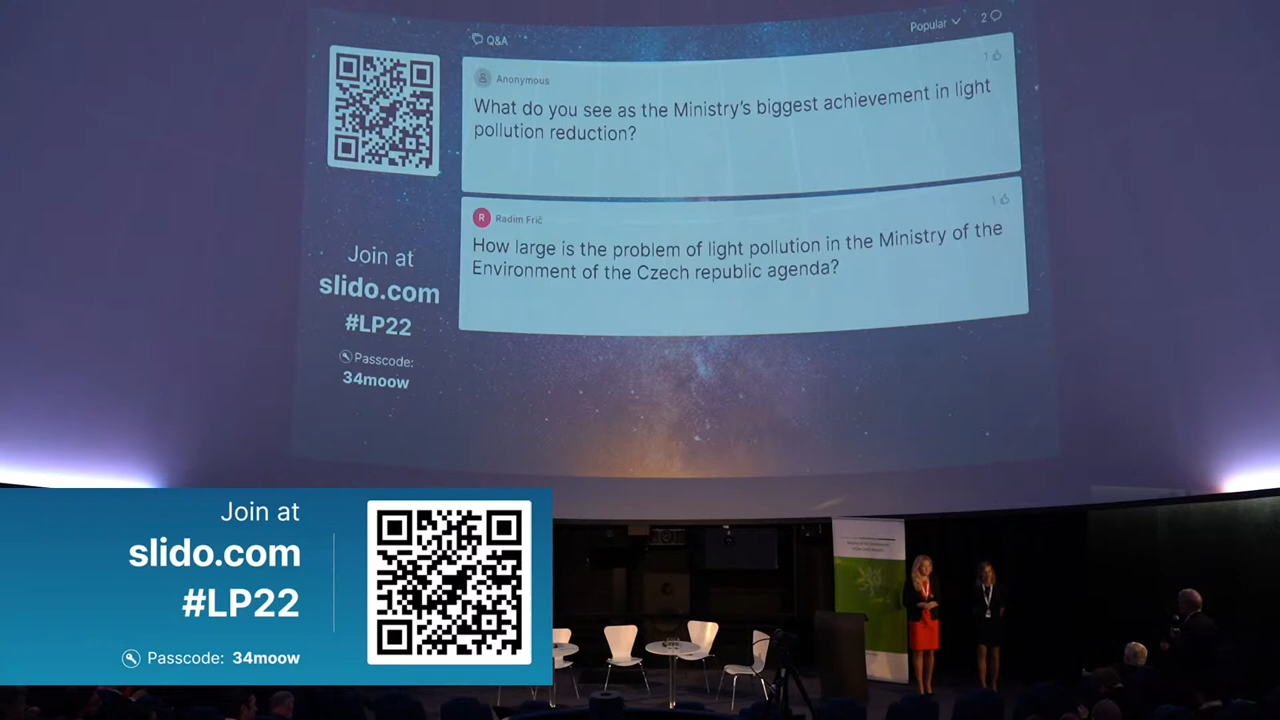 Q&A
Popular
2
Anonymous
1
What do you see as the Ministry's biggest achievement in light
pollution reduction?
R
Radim Frič
1
How large is the problem of light pollution in the Ministry of the
Environment of the Czech republic agenda?
Join at
slido.com
#LP22
Passcode:
34moow
Join at
slido.com
#LP22
Passcode: 34moow